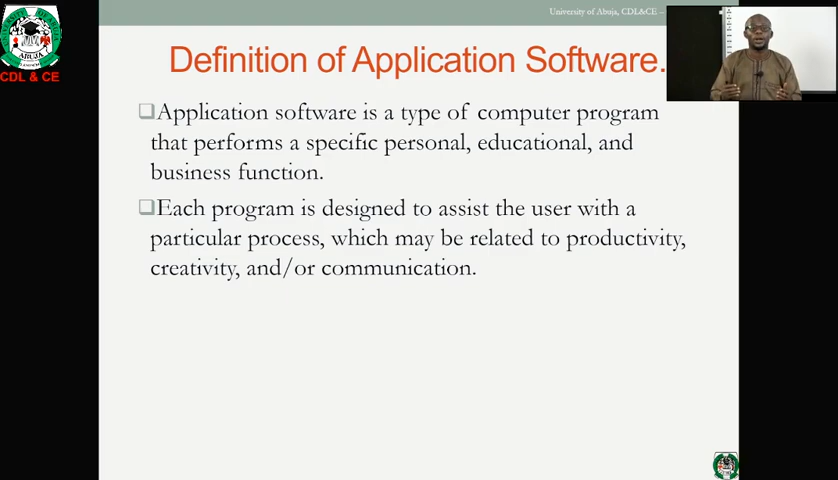 University of Abuja, CDL&CE –
Definition of Application Software.
CDL & CE
❑Application software is a type of computer program
that performs a specific personal, educational, and
business function.
❑Each program is designed to assist the user with a
particular process, which may be related to productivity,
creativity, and/or communication.